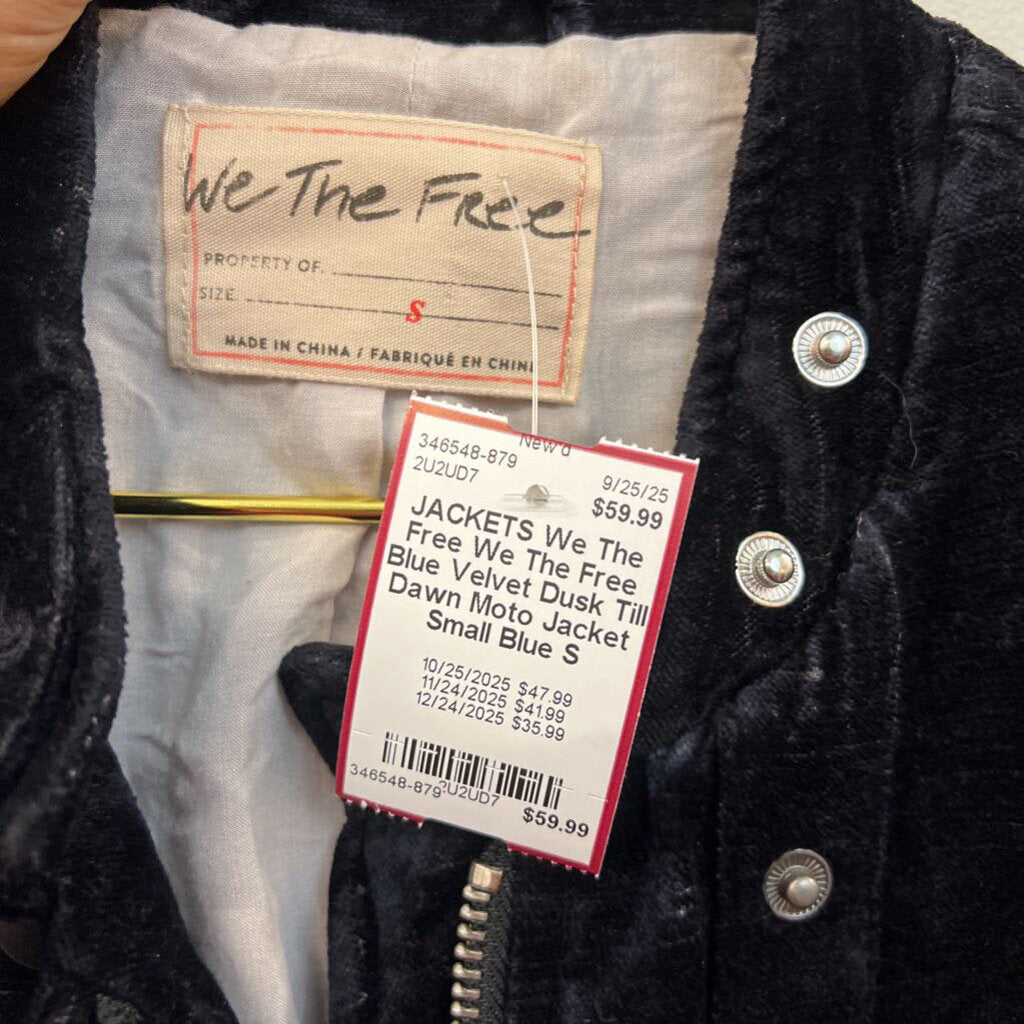 We The Free
PROPERTY OF.
SIZE
S
MADE IN CHINA / FABRIQUÉ EN CHINE
New'd
346548-879
2U2UD7
9/25/25
$59.99
JACKETS We The
Free We The Free
Blue Velvet Dusk Till
Dawn Moto Jacket
Small Blue S
10/25/2025 $47.99
11/24/2025 $41.99
12/24/2025 $35.99
346548-879 2U2UD7
$59.99